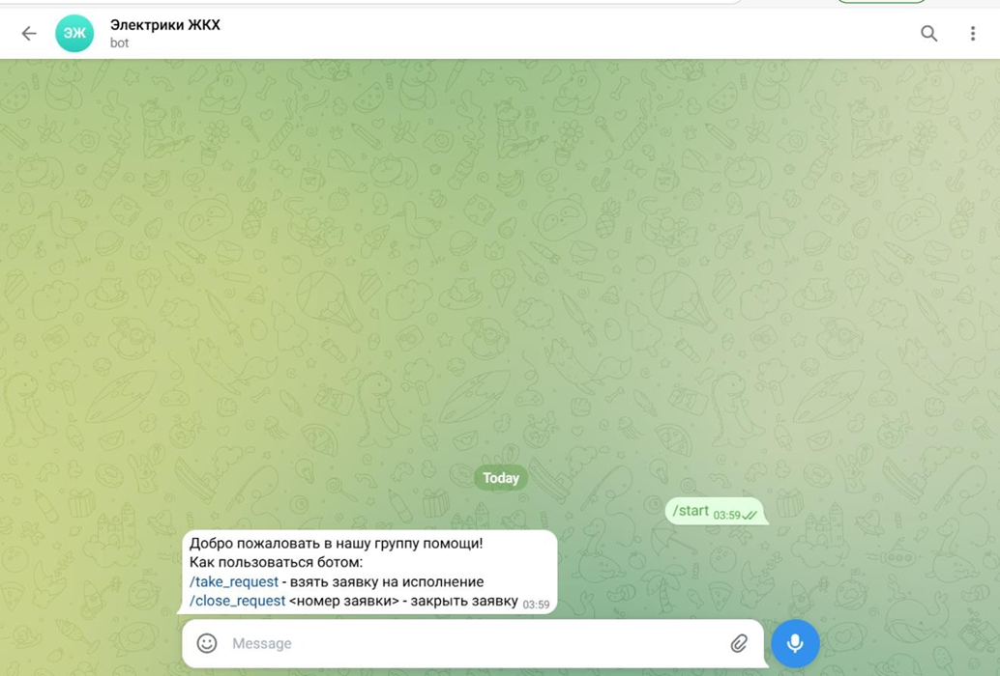 ЭЖ
Электрики ЖКХ
bot
Today
/start 03:59
Добро пожаловать в нашу группу помощи!
Как пользоваться ботом:
/take_request - взять заявку на исполнение
/close_request <номер заявки> - закрыть заявку 03:59
Message